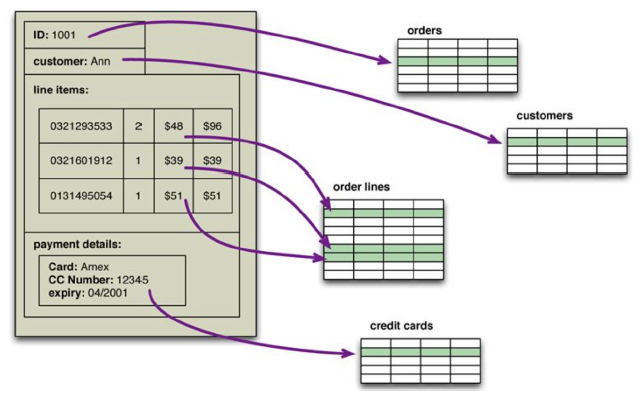 ID: 1001
customer: Ann
line items:
0321293533 2 $48 $96
0321601912 1 $39 $39
0131495054 1 $51 $51
payment details:
Card: Amex
CC Number: 12345
expiry: 04/2001
orders
customers
order lines
credit cards